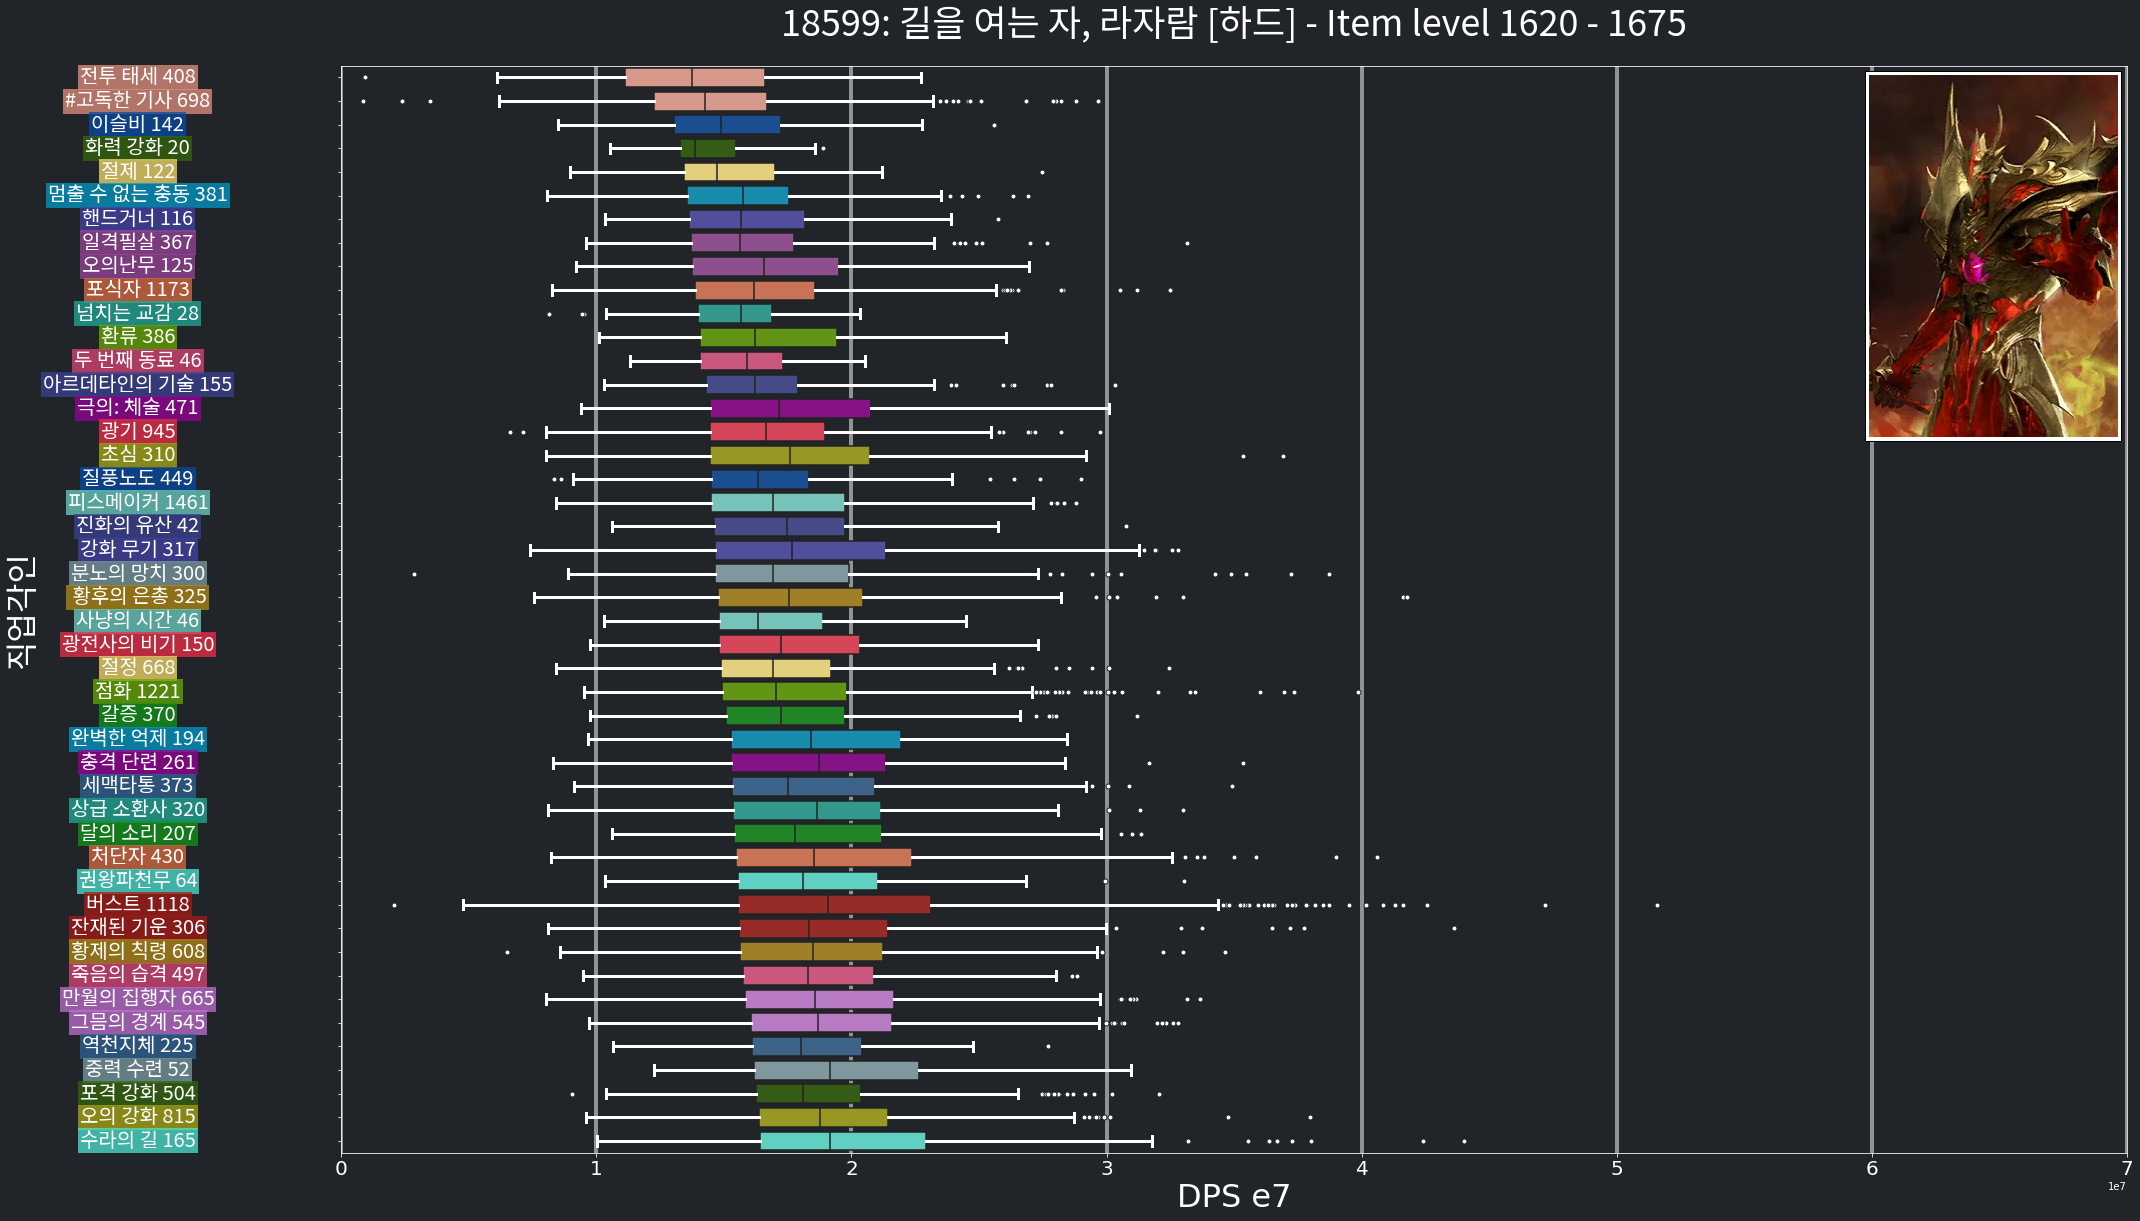 18599: 길을 여는 자, 라자람 [하드] - Item level 1620 - 1675
전투 태세 408
#고독한 기사 698
이슬비 142
화력 강화 20
절제 122
멈출 수 없는 충동 381
핸드거너 116
일격필살 367
오의난무 125
포식자 1173
넘치는 교감 28
환류 386
두 번째 동료 46
아르데타인의 기술 155
극의: 체술 471
광기 945
초심 310
질풍노도 449
피스메이커 1461
진화의 유산 42
강화 무기 317
분노의 망치 300
황후의 은총 325
사냥의 시간 46
광전사의 비기 150
절정 668
점화 1221
갈증 370
완벽한 억제 194
충격 단련 261
세맥타통 373
상급 소환사 320
달의 소리 207
처단자 430
권왕파천무 64
버스트 1118
잔재된 기운 306
황제의 칙령 608
죽음의 습격 497
만월의 집행자 665
그믐의 경계 545
역천지체 225
중력 수련 52
포격 강화 504
오의 강화 815
수라의 길 165
직업각인
0 1 2 3 4 5 6 7
1e7
DPS e7